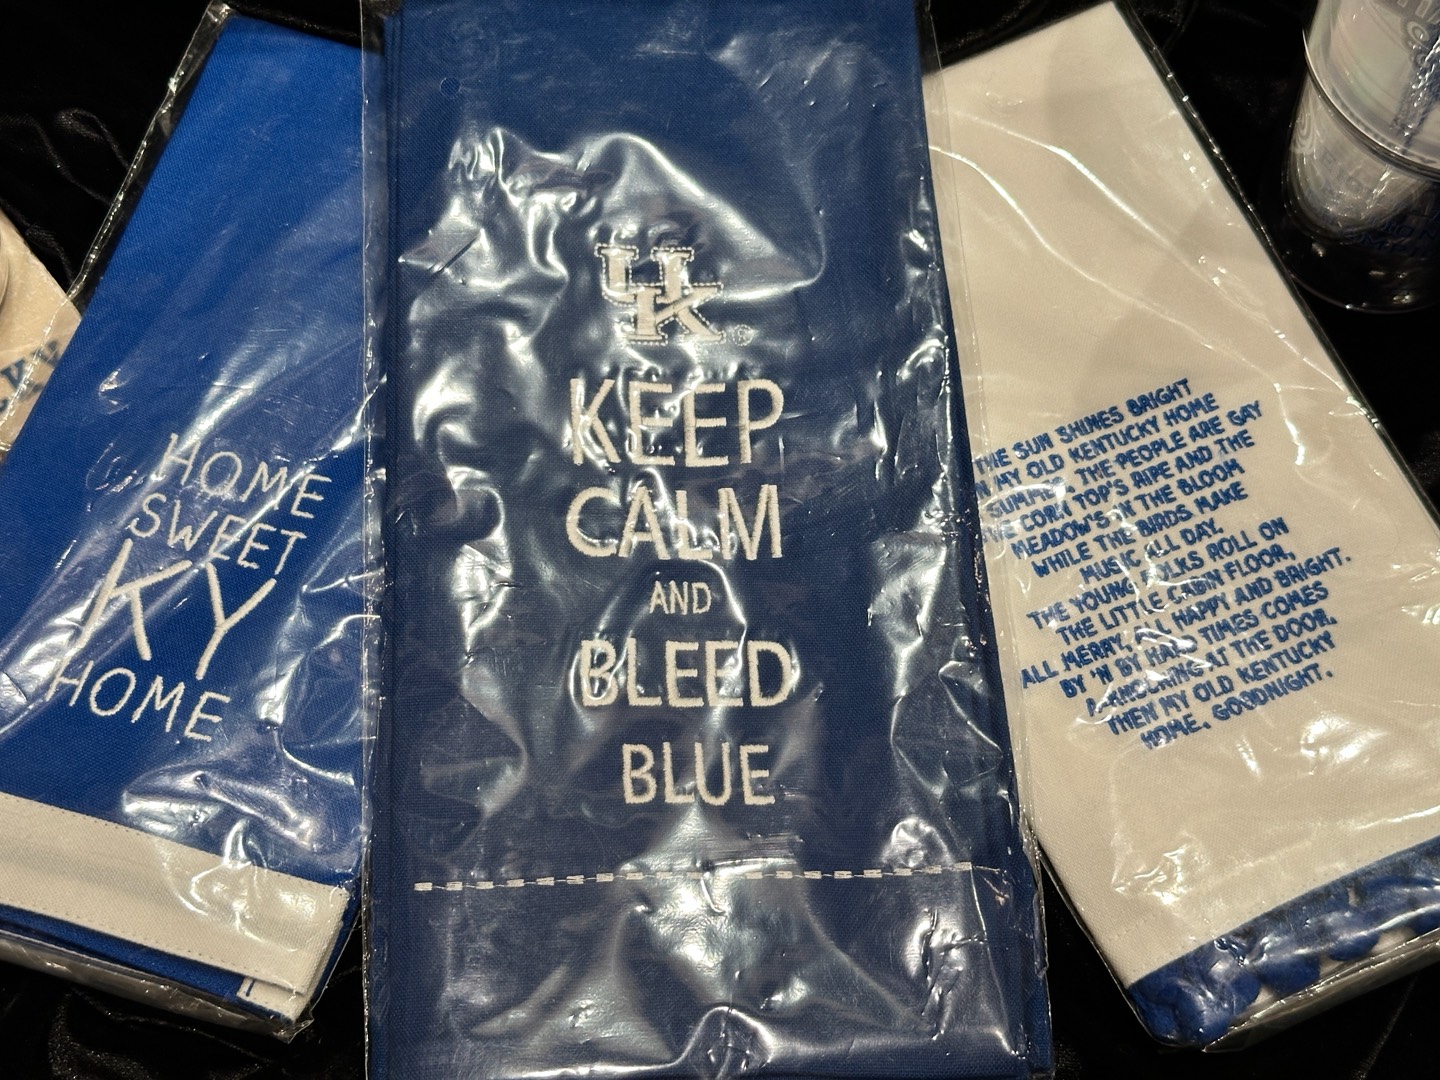 HOME
SWEET
KY
HOME
UK
®
KEEP
CALM
AND
BLEED
BLUE
THE SUN SHINES BRIGHT
MY OLD KENTUCKY HOME
SUMMER. THE PEOPLE ARE GAY
CORN TOP'S RIPE AND THE
MEADOW'S IN THE BLOOM
WHILE THE BIRDS MAKE
MUSIC ALL DAY.
THE YOUNG FOLKS ROLL ON
THE LITTLE CABIN FLOOR,
ALL MERRY, ALL HAPPY AND BRIGHT.
BY 'N BY HARD TIMES COMES
A-KNOCKING AT THE DOOR,
THEN MY OLD KENTUCKY
HOME. GOODNIGHT.